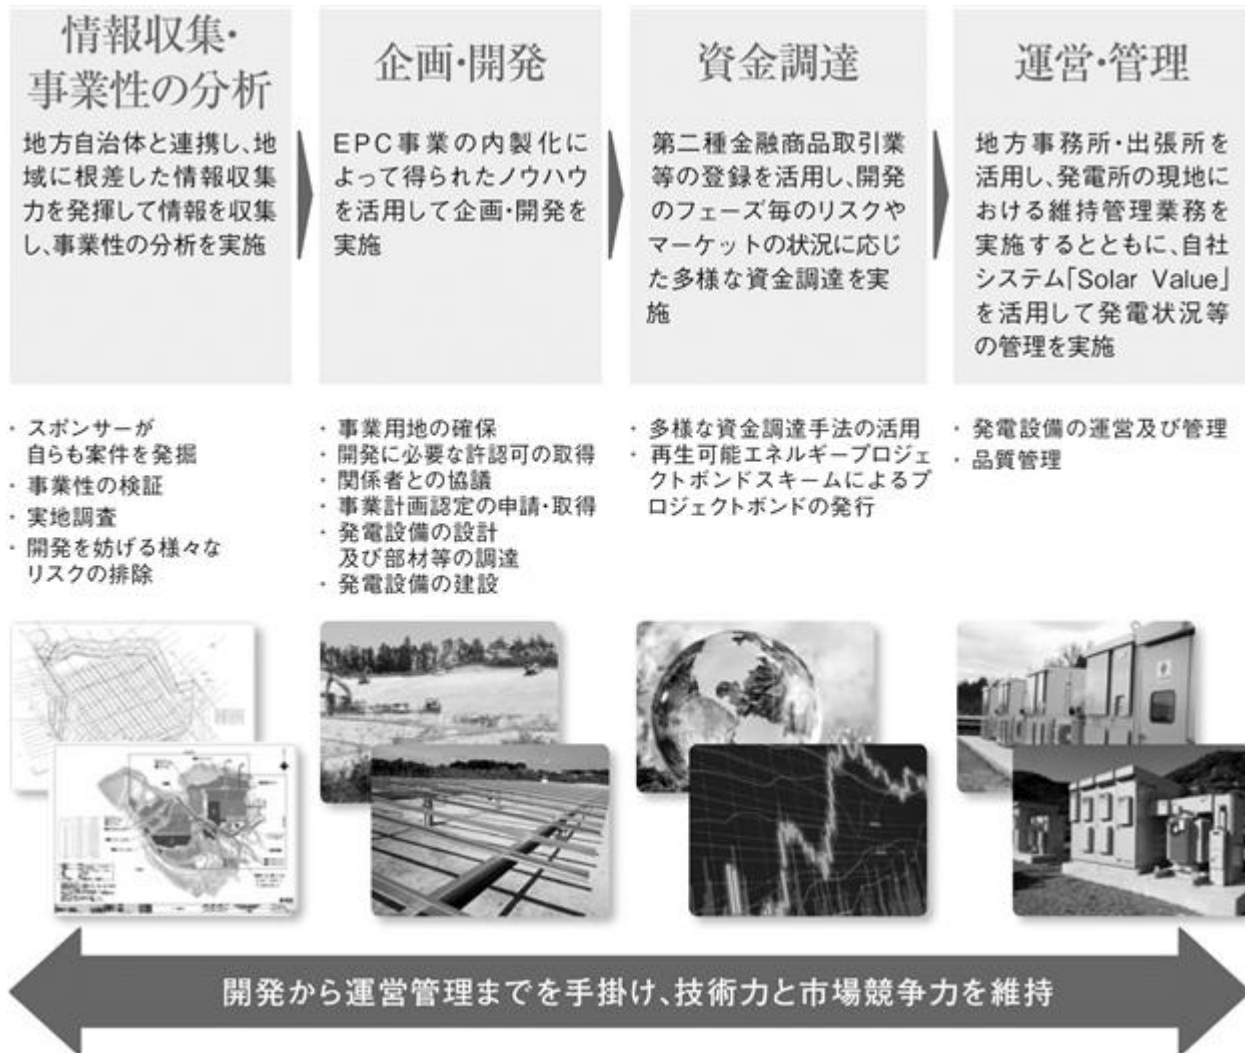 情報収集・
事業性の分析
地方自治体と連携し、地
域に根差した情報収集
力を発揮して情報を収集
し、事業性の分析を実施
・ スポンサーが
自らも案件を発掘
・ 事業性の検証
・ 実地調査
・ 開発を妨げる様々な
リスクの排除
企画・開発
EPC事業の内製化に
よって得られたノウハウ
を活用して企画・開発を
実施
・ 事業用地の確保
・ 開発に必要な許認可の取得
・ 関係者との協議
・ 事業計画認定の申請・取得
・ 発電設備の設計
及び部材等の調達
・ 発電設備の建設
資金調達
第二種金融商品取引業
等の登録を活用し、開発
のフェーズ毎のリスクや
マーケットの状況に応じ
た多様な資金調達を実
施
・ 多様な資金調達手法の活用
・ 再生可能エネルギープロジェ
クトボンドスキームによるプ
ロジェクトボンドの発行
運営・管理
地方事務所・出張所を
活用し、発電所の現地に
おける維持管理業務を
実施するとともに、自社
システム「Solar Value」
を活用して発電状況等
の管理を実施
・ 発電設備の運営及び管理
・ 品質管理
開発から運営管理までを手掛け、技術力と市場競争力を維持